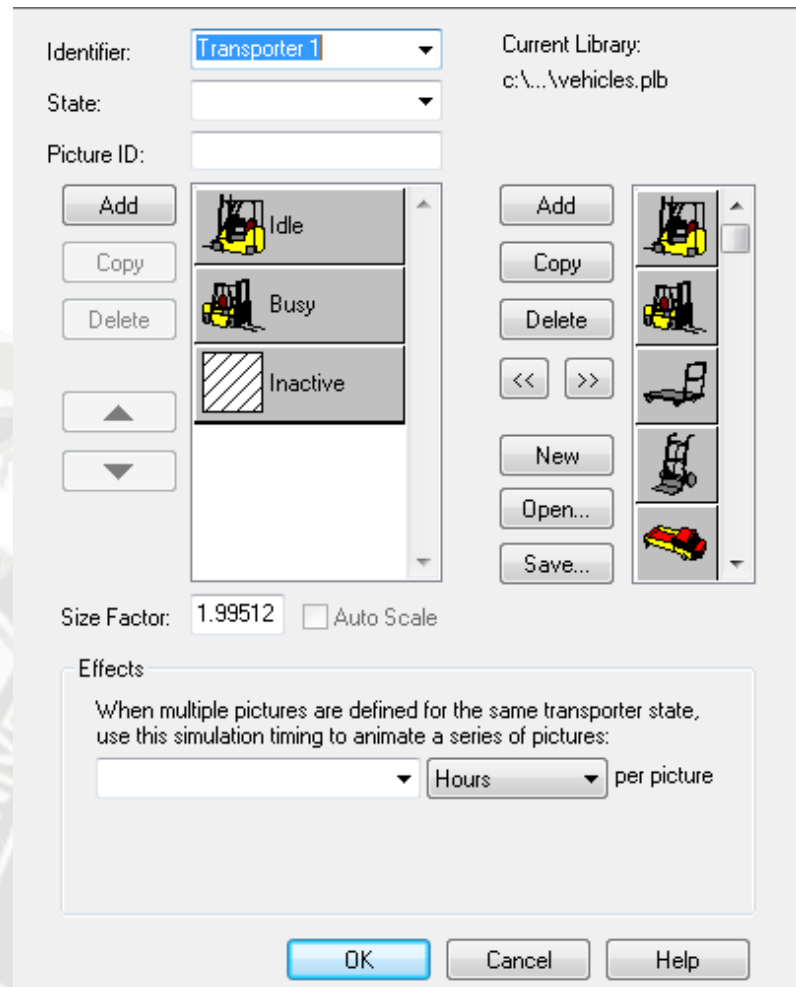 Identifier: Transporter 1
Current Library:
c:\...\vehicles.plb
State:
Picture ID:
Add
Copy
Delete
Idle
Busy
Inactive
Add
Copy
Delete
<< >>
New
Open...
Save...
Size Factor: 1.99512 Auto Scale
Effects
When multiple pictures are defined for the same transporter state,
use this simulation timing to animate a series of pictures:
Hours per picture
OK Cancel Help